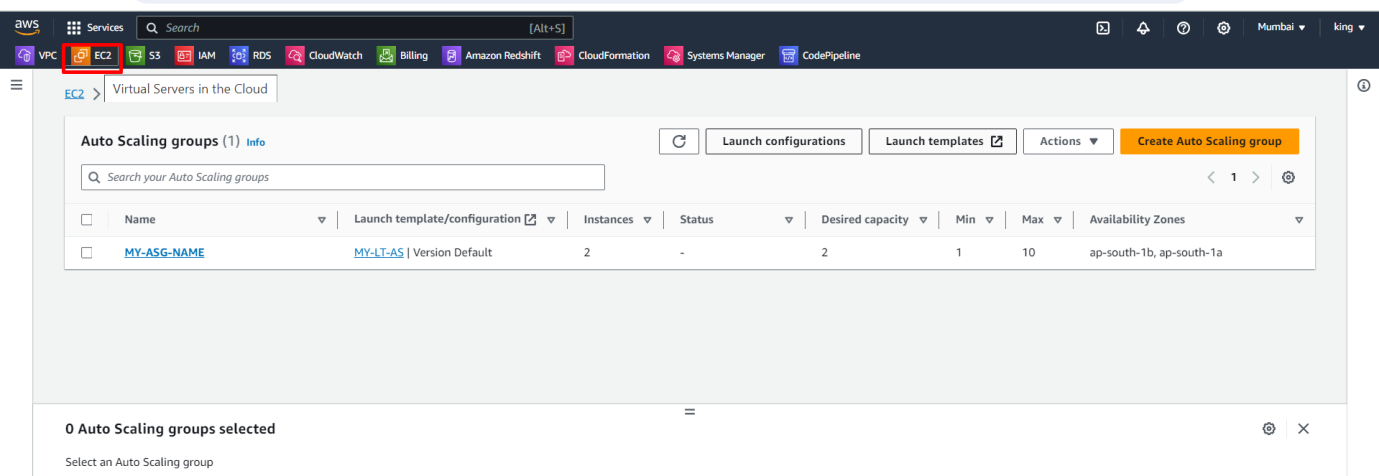 aws Services Search [Alt+S] Mumbai king
VPC EC2 S3 IAM RDS CloudWatch Billing Amazon Redshift CloudFormation Systems Manager CodePipeline
EC2 > Virtual Servers in the Cloud
Auto Scaling groups (1) Info Launch configurations Launch templates Actions Create Auto Scaling group
Search your Auto Scaling groups < 1 >
Name Launch template/configuration Instances Status Desired capacity Min Max Availability Zones
MY-ASG-NAME MY-LT-AS | Version Default 2 - 2 1 10 ap-south-1b, ap-south-1a
0 Auto Scaling groups selected
Select an Auto Scaling group